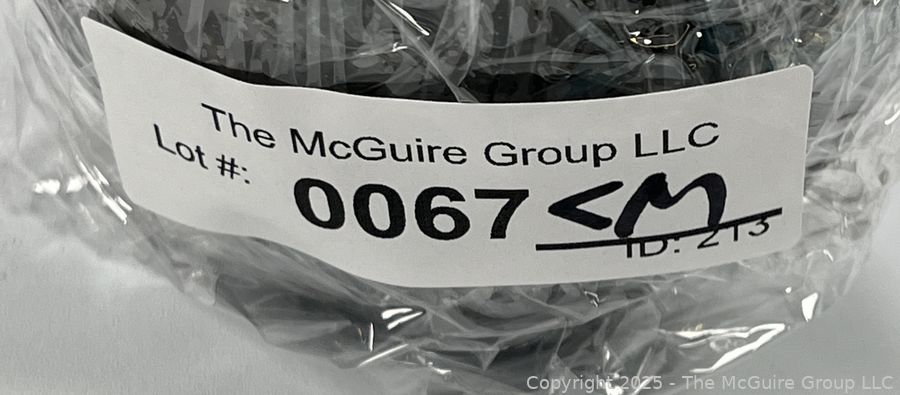 The McGuire Group LLC
Lot #:
0067 <M
ID: 213
Copyright 2025 - The McGuire Group LLC